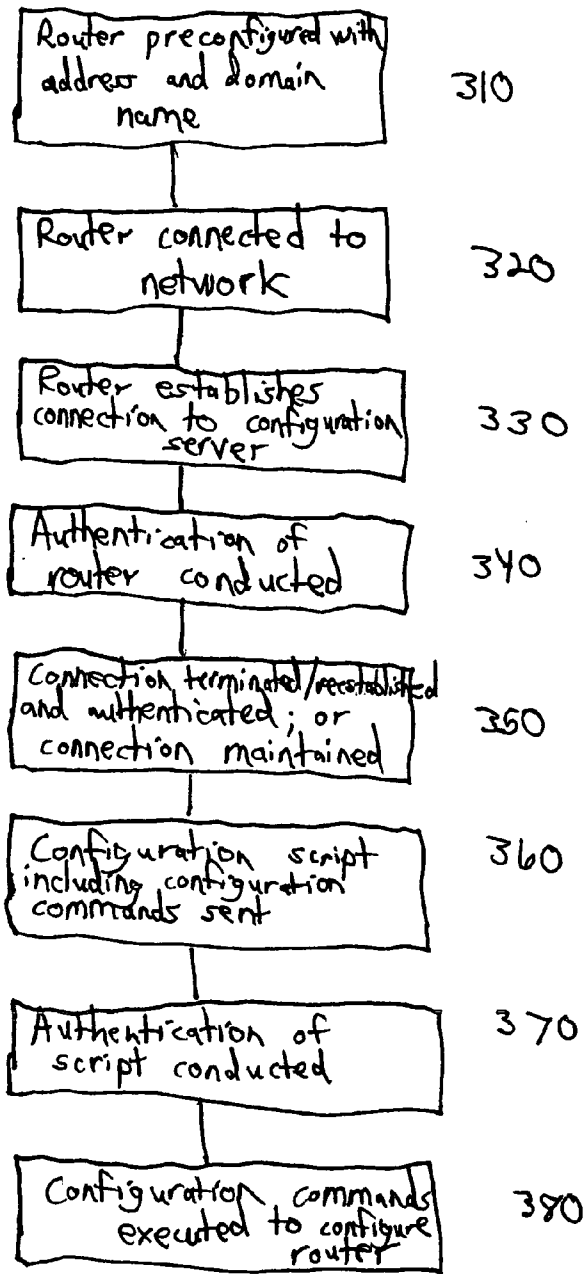 Router preconfigured with
address and domain
name
310
Router connected to
network
320
Router establishes
connection to configuration
server
330
Authentication of
router conducted
340
Connection terminated/reestablished
and authenticated; or
connection maintained
350
Configuration script
including configuration
commands sent
360
Authentication of
script conducted
370
Configuration commands
executed to configure
router
380